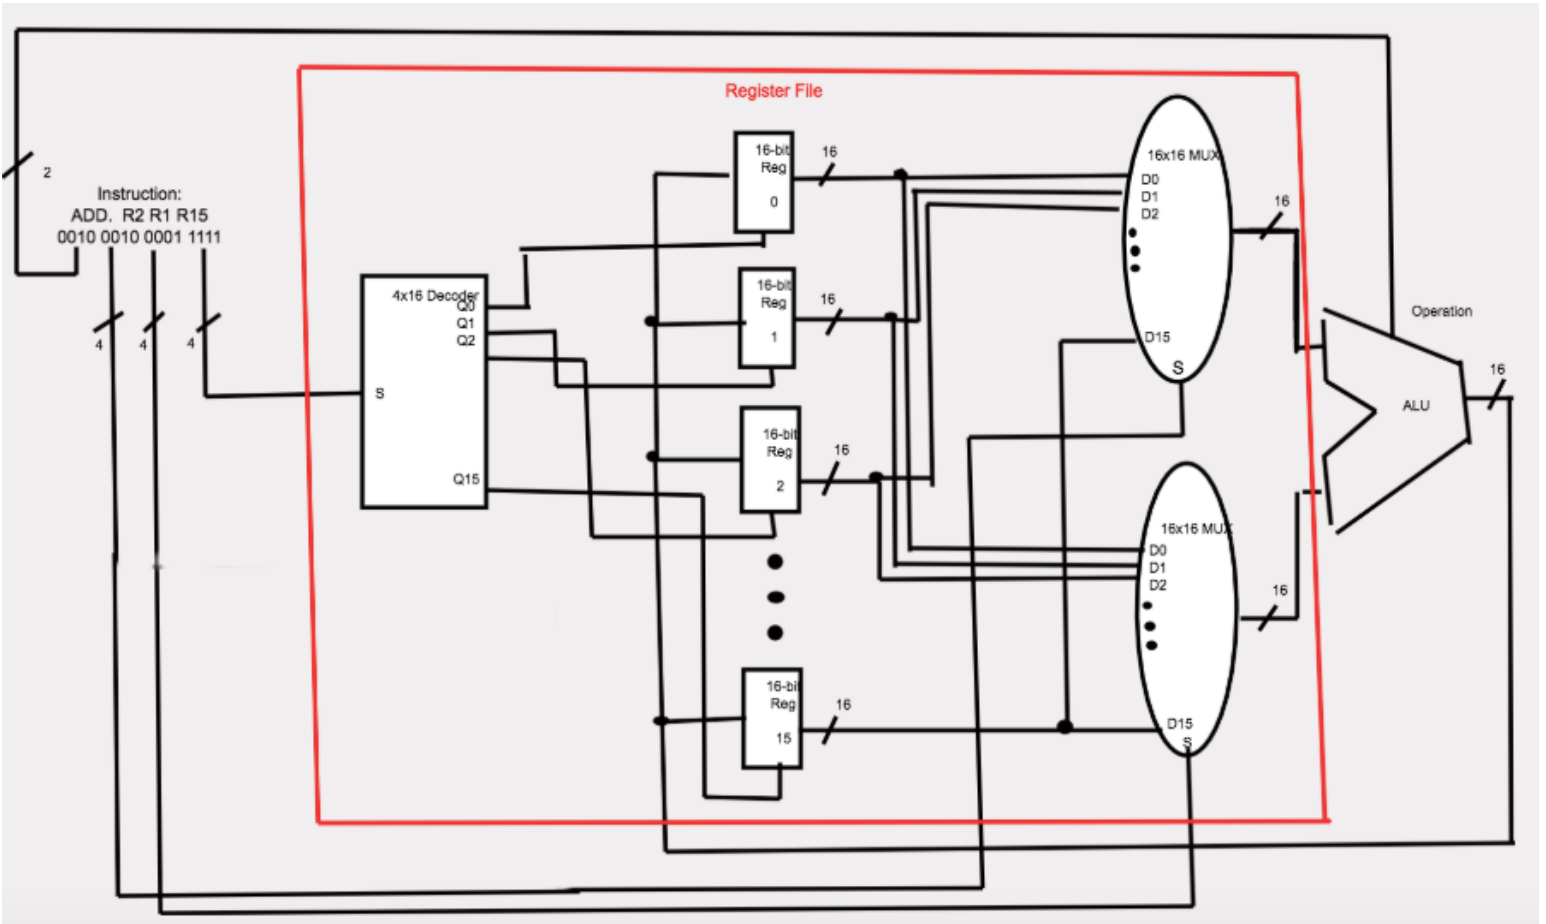 Register File
2
Instruction:
ADD. R2 R1 R15
0010 0010 0001 1111
4
4
4
4x16 Decoder
Q0
Q1
Q2
S
Q15
16-bit
Reg
0
16
16-bit
Reg
1
16
16-bit
Reg
2
16
16-bit
Reg
15
16
16x16 MUX
D0
D1
D2
D15
S
16
16x16 MUX
D0
D1
D2
D15
S
16
Operation
ALU
16